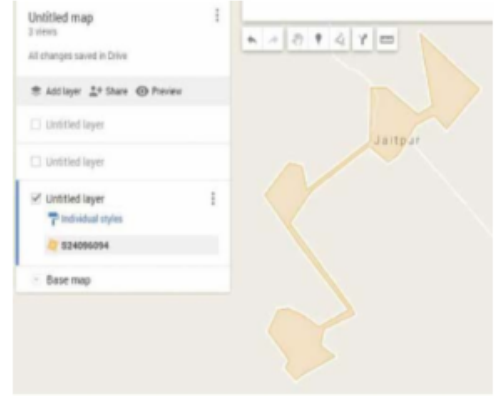 Untitled map
3 views
All changes saved in Drive
Add layer Share Preview
Untitled layer
Untitled layer
Untitled layer
Individual styles
S24096094
Base map
Jaitpur